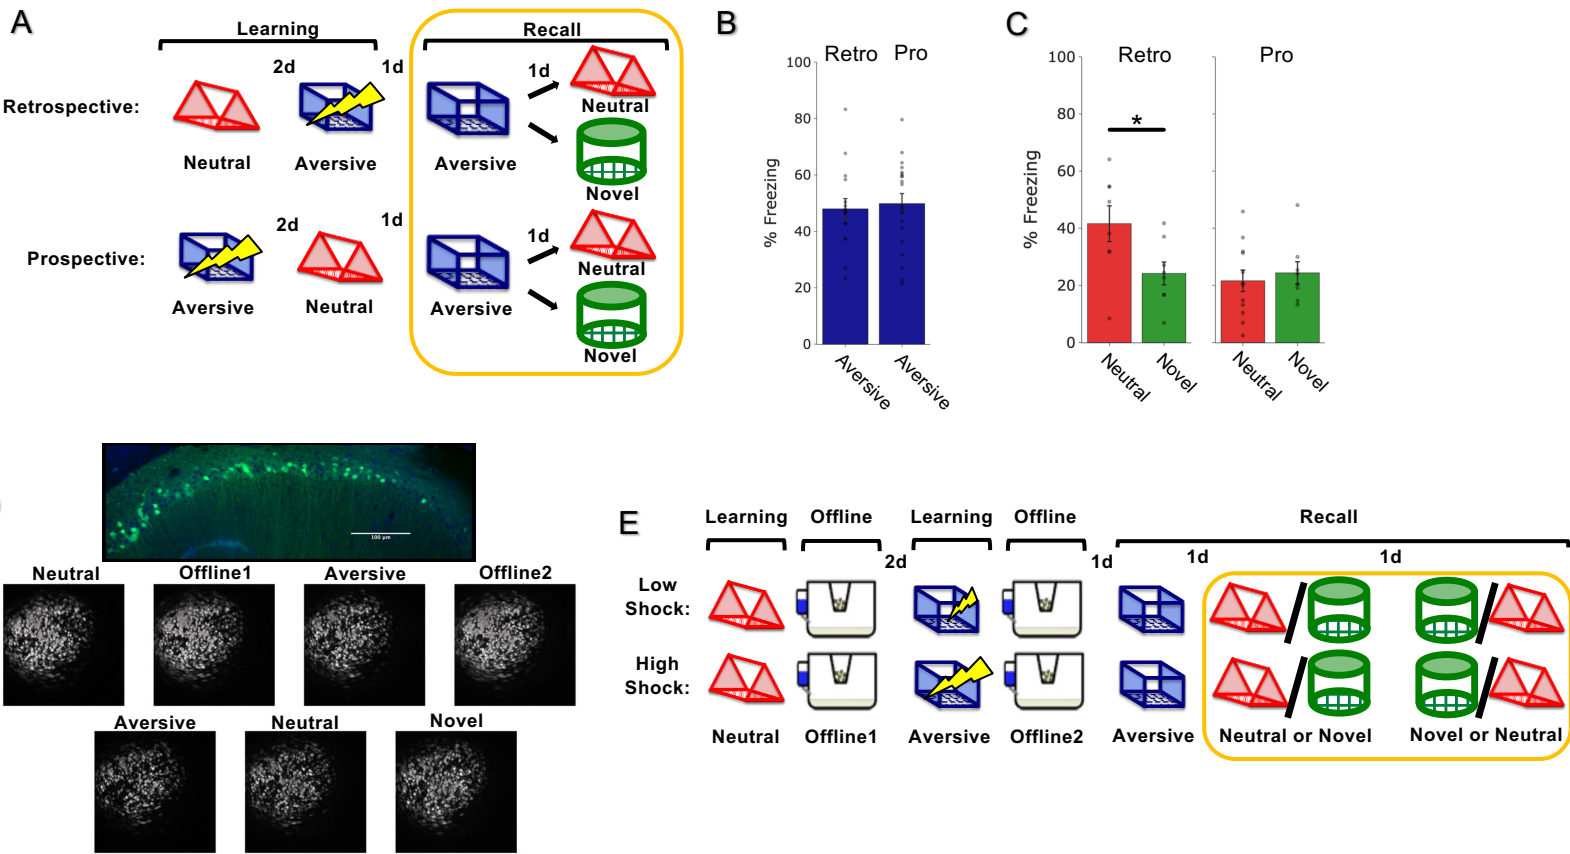 A
Learning
Recall
2d
1d
1d
Retrospective:
Neutral
Aversive
Aversive
Neutral
Novel
2d
1d
1d
Prospective:
Aversive
Neutral
Aversive
Neutral
Novel
B
Retro Pro
% Freezing
100
80
60
40
20
0
Aversive
Aversive
C
Retro
Pro
% Freezing
100
80
60
40
20
0
*
Neutral
Novel
Neutral
Novel
100 µm
Neutral
Offline1
Aversive
Offline2
Aversive
Neutral
Novel
E
Learning
Offline
Learning
Offline
Recall
2d
1d
1d
1d
Low
Shock:
High
Shock:
Neutral
Offline1
Aversive
Offline2
Aversive
Neutral or Novel
Novel or Neutral